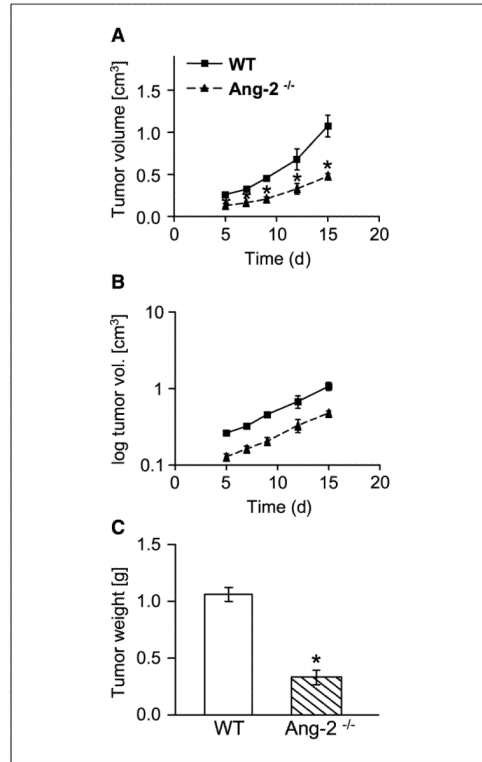 A
WT
Ang-2 -/-
Tumor volume [cm³]
1.5
1.0
0.5
0.0
* * * * *
0 5 10 15 20
Time (d)
B
log tumor vol. [cm³]
10
1
0.1
0 5 10 15 20
Time (d)
C
Tumor weight [g]
1.5
1.0
0.5
0.0
*
WT Ang-2 -/-